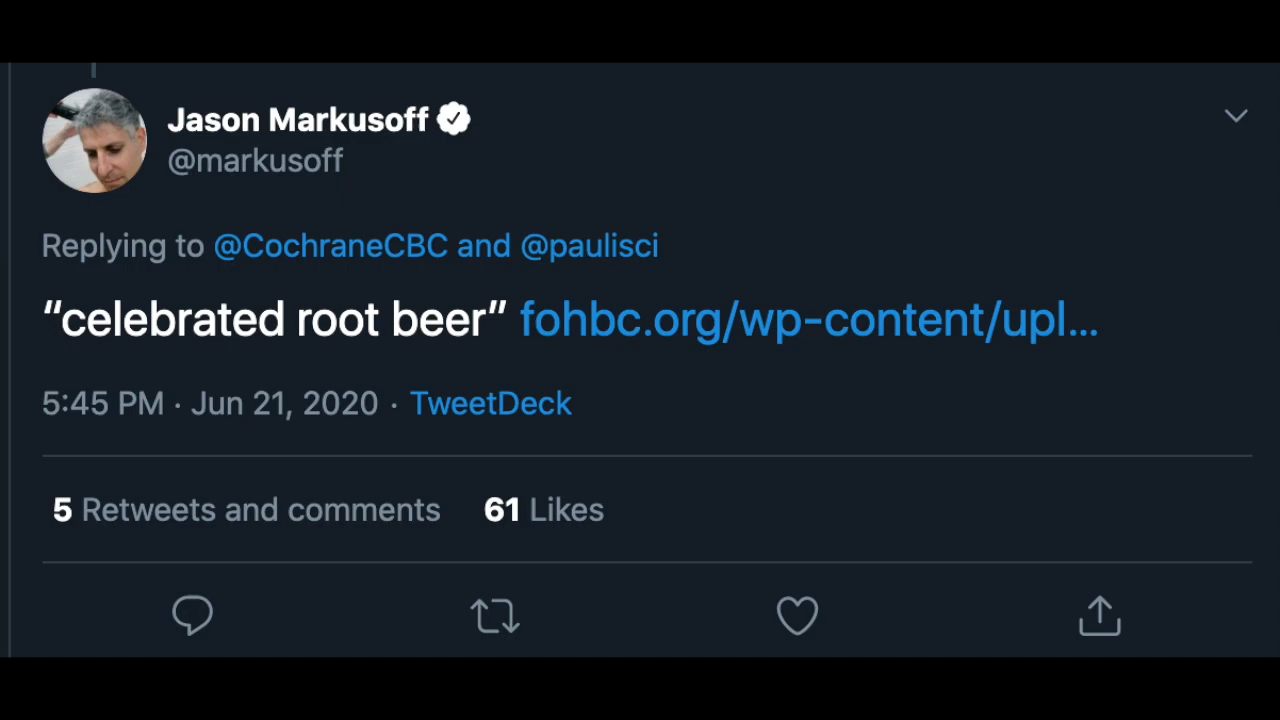 Jason Markusoff
@markusoff
Replying to @CochraneCBC and @paulisci
“celebrated root beer” fohbc.org/wp-content/upl...
5:45 PM · Jun 21, 2020 · TweetDeck
5 Retweets and comments 61 Likes